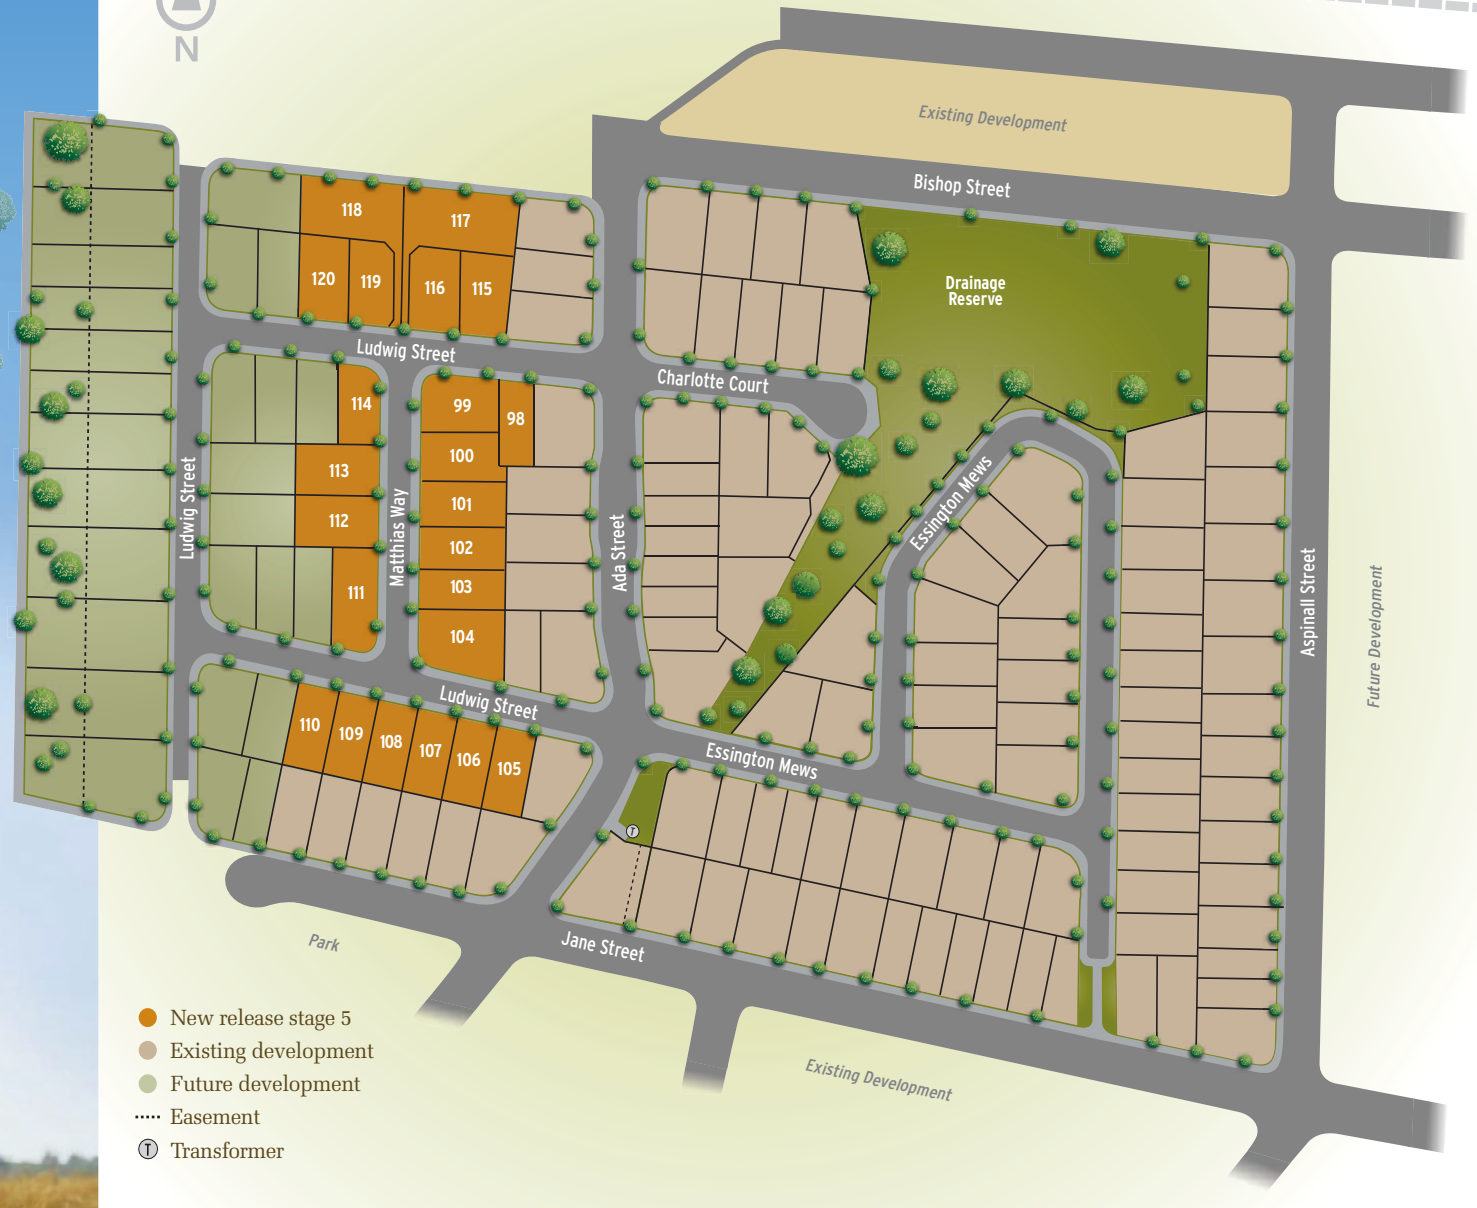 N
Existing Development
Bishop Street
118
117
120
119
116
115
Drainage
Reserve
Ludwig Street
Charlotte Court
114
99
98
100
113
101
112
102
103
111
104
Ludwig Street
Matthias Way
Ada Street
Essington Mews
Aspinall Street
Future Development
Ludwig Street
110
109
108
107
106
105
Essington Mews
T
Jane Street
Park
Existing Development
New release stage 5
Existing development
Future development
Easement
T Transformer